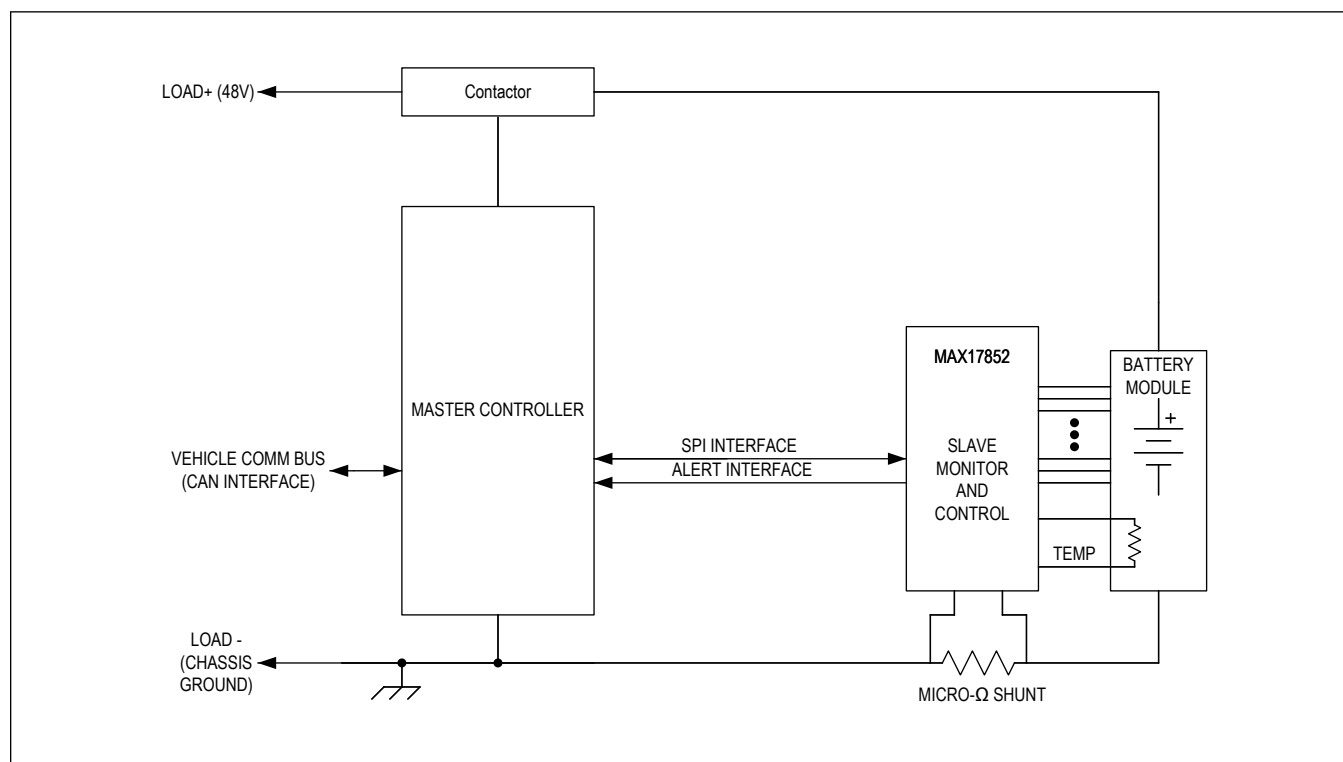 LOAD+ (48V)
Contactor
MASTER CONTROLLER
VEHICLE COMM BUS
(CAN INTERFACE)
SPI INTERFACE
ALERT INTERFACE
MAX17852
SLAVE
MONITOR
AND
CONTROL
BATTERY
MODULE
+
TEMP
LOAD -
(CHASSIS
GROUND)
MICRO-Ω SHUNT